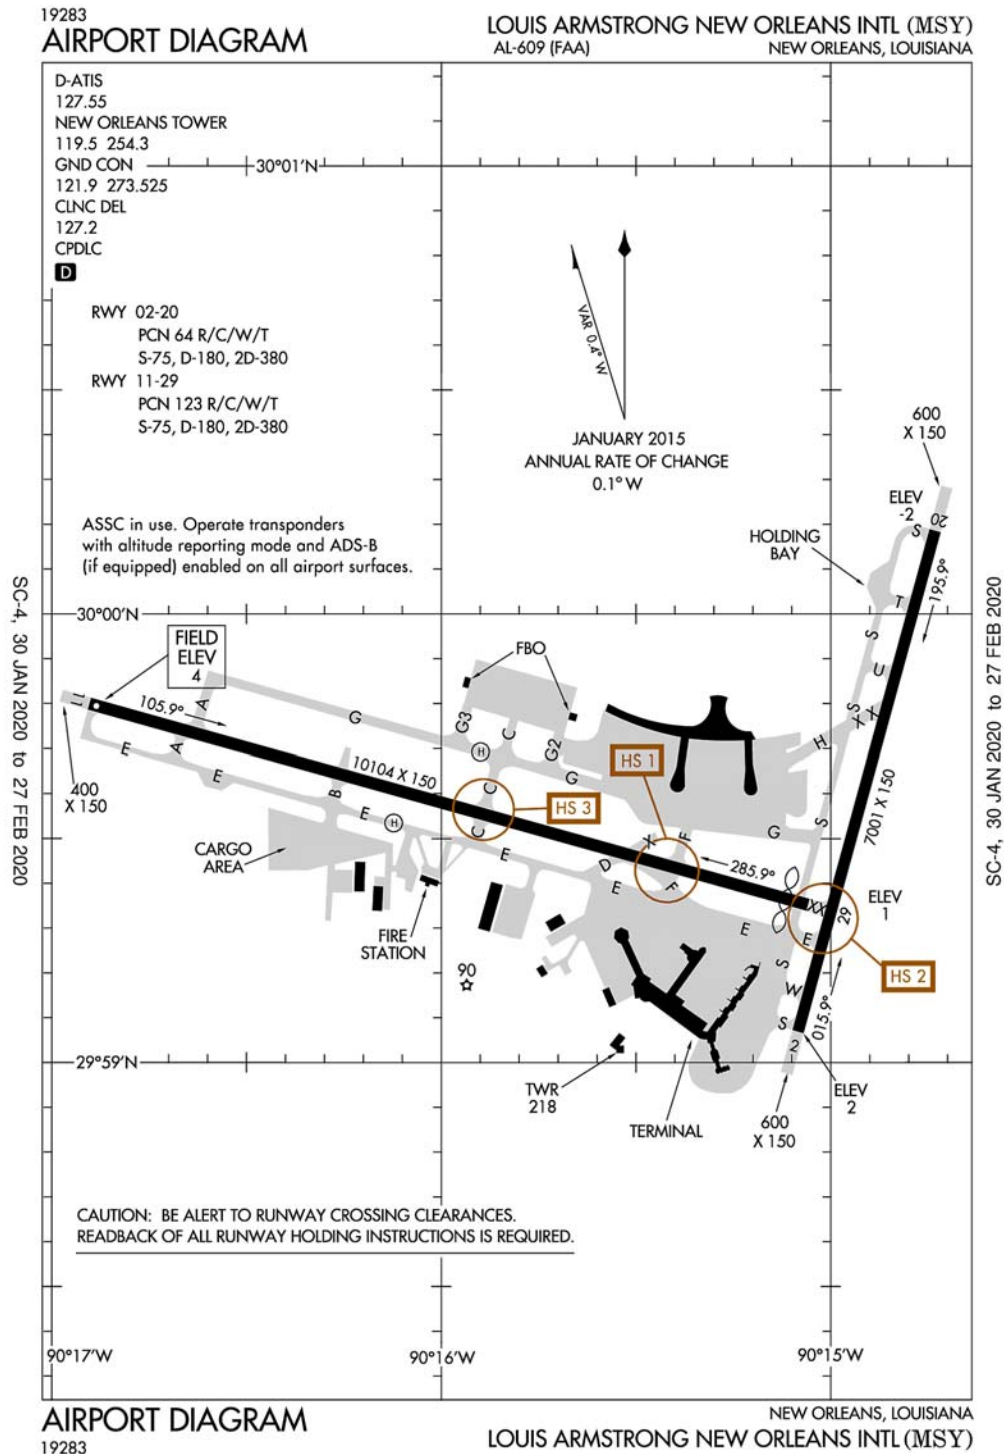 19283
AIRPORT DIAGRAM
LOUIS ARMSTRONG NEW ORLEANS INTL (MSY)
AL-609 (FAA)
NEW ORLEANS, LOUISIANA
D-ATIS
127.55
NEW ORLEANS TOWER
119.5 254.3
GND CON
121.9 273.525
CLNC DEL
127.2
CPDLC
D
30°01'N
RWY 02-20
PCN 64 R/C/W/T
S-75, D-180, 2D-380
RWY 11-29
PCN 123 R/C/W/T
S-75, D-180, 2D-380
VAR 0.4° W
JANUARY 2015
ANNUAL RATE OF CHANGE
0.1° W
ASSC in use. Operate transponders
with altitude reporting mode and ADS-B
(if equipped) enabled on all airport surfaces.
600
X 150
ELEV
-2
20
S
HOLDING
BAY
T
195.9°
S
U
S
X
X
H
S
7001 X 150
30°00'N
FIELD
ELEV
4
11
105.9°
A
A
E
E
G
400
X 150
10104 X 150
B
E
H
FBO
G3
C
G2
H
G
C
C
HS 3
HS 1
E
D
X
F
E
F
G
285.9°
CARGO
AREA
FIRE
STATION
90
E
XX
29
E
ELEV
1
HS 2
S
W
S
2
015.9°
29°59'N
TWR
218
TERMINAL
600
X 150
ELEV
2
CAUTION: BE ALERT TO RUNWAY CROSSING CLEARANCES.
READBACK OF ALL RUNWAY HOLDING INSTRUCTIONS IS REQUIRED.
90°17'W
90°16'W
90°15'W
SC-4, 30 JAN 2020 to 27 FEB 2020
SC-4, 30 JAN 2020 to 27 FEB 2020
AIRPORT DIAGRAM
19283
NEW ORLEANS, LOUISIANA
LOUIS ARMSTRONG NEW ORLEANS INTL (MSY)